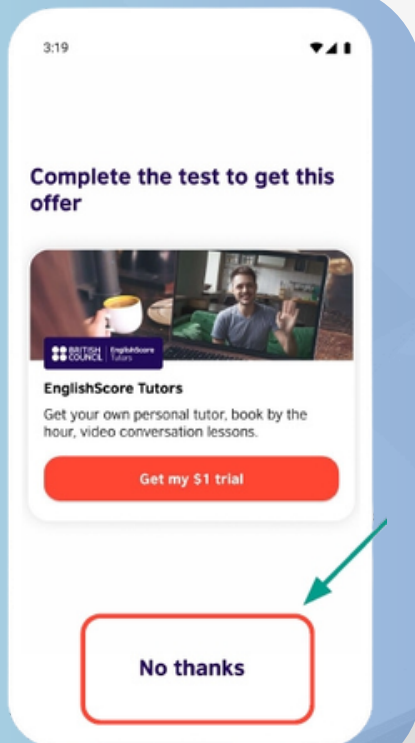 3:19
Complete the test to get this
offer
BRITISH
COUNCIL
EnglishScore
Tutors
EnglishScore Tutors
Get your own personal tutor, book by the
hour, video conversation lessons.
Get my $1 trial
No thanks